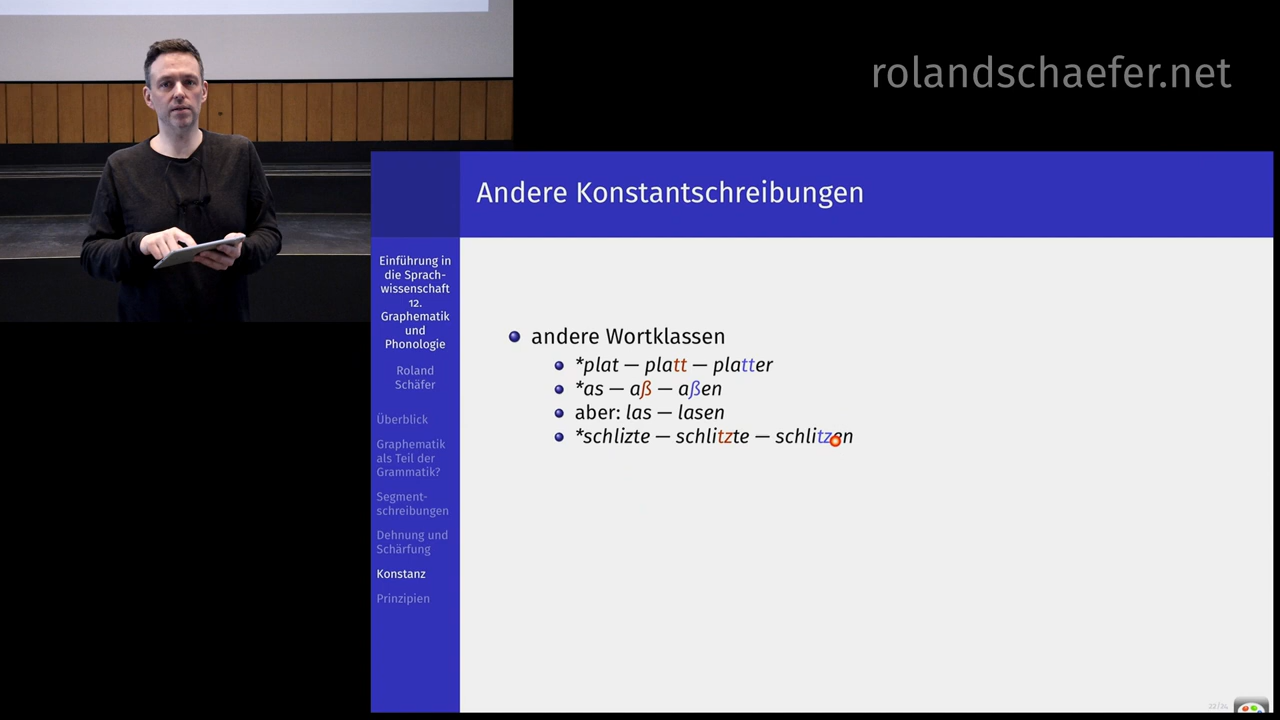 rolandschaefer.net
Andere Konstantschreibungen
Einführung in
die Sprach-
wissenschaft
12.
Graphematik
und
Phonologie
Roland
Schäfer
Überblick
Graphematik
als Teil der
Grammatik?
Segment-
schreibungen
Dehnung und
Schärfung
Konstanz
Prinzipien
andere Wortklassen
*plat — platt — platter
*as — aß — aßen
aber: las — lasen
*schlizte — schlitzte — schlitzen
22/24